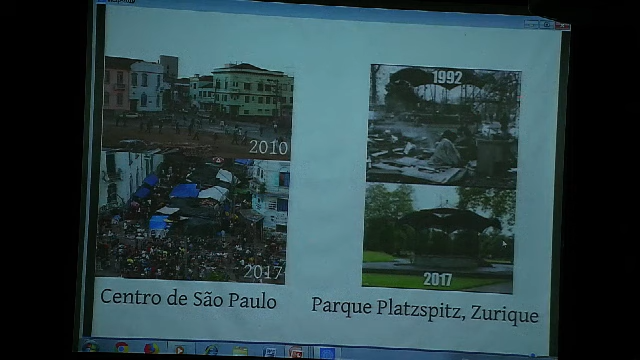 2010
2017
Centro de São Paulo
1992
2017
Parque Platzspitz, Zurique